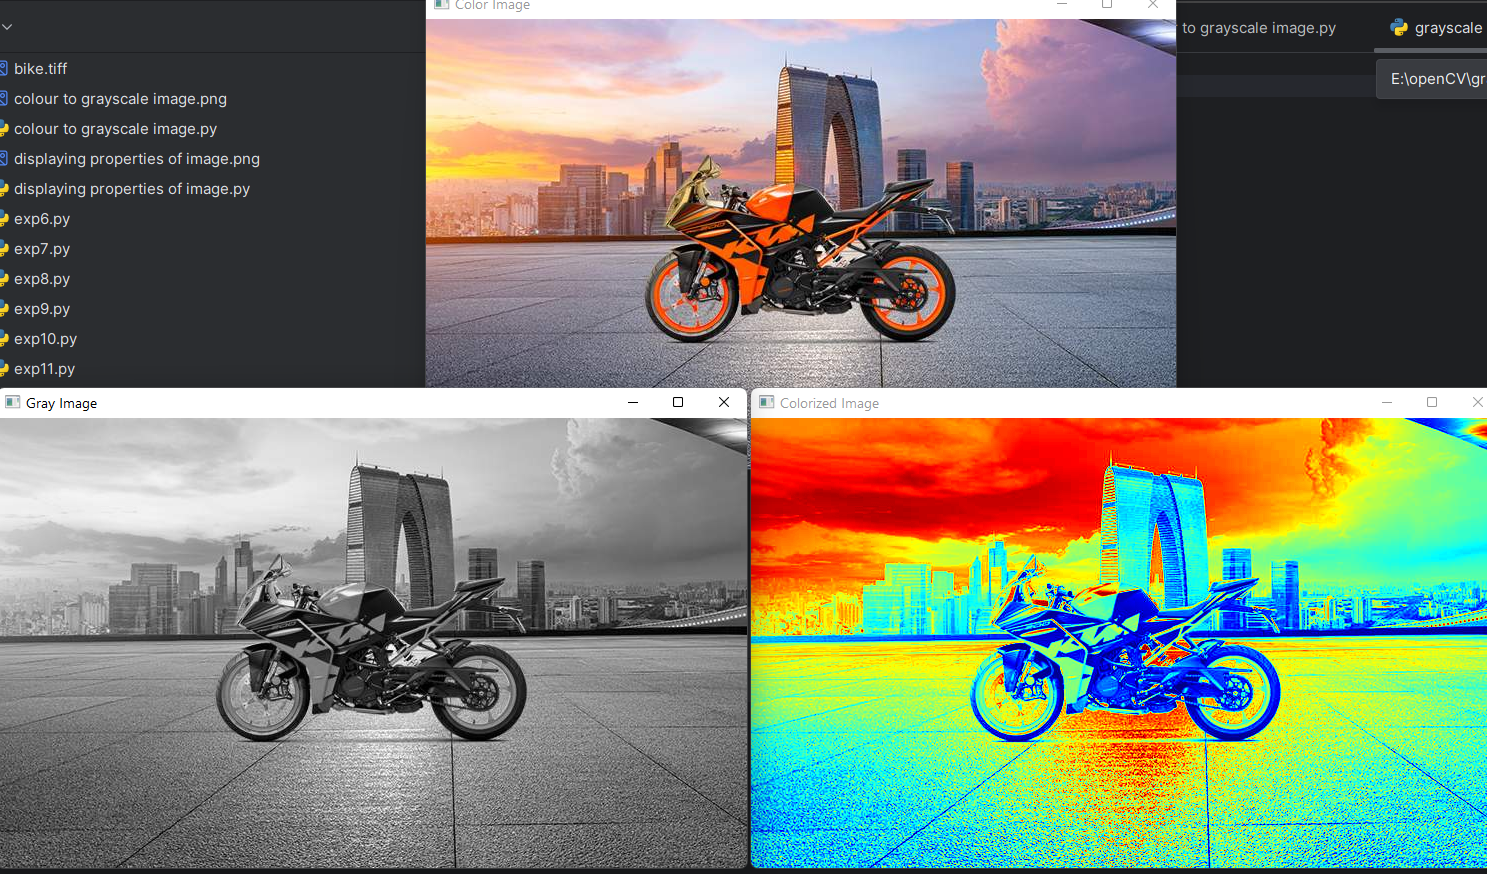 Color Image
to grayscale image.py
grayscale
E:\openCV\gr
bike.tiff
colour to grayscale image.png
colour to grayscale image.py
displaying properties of image.png
displaying properties of image.py
exp6.py
exp7.py
exp8.py
exp9.py
exp10.py
exp11.py
KTM
Gray Image
Colorized Image